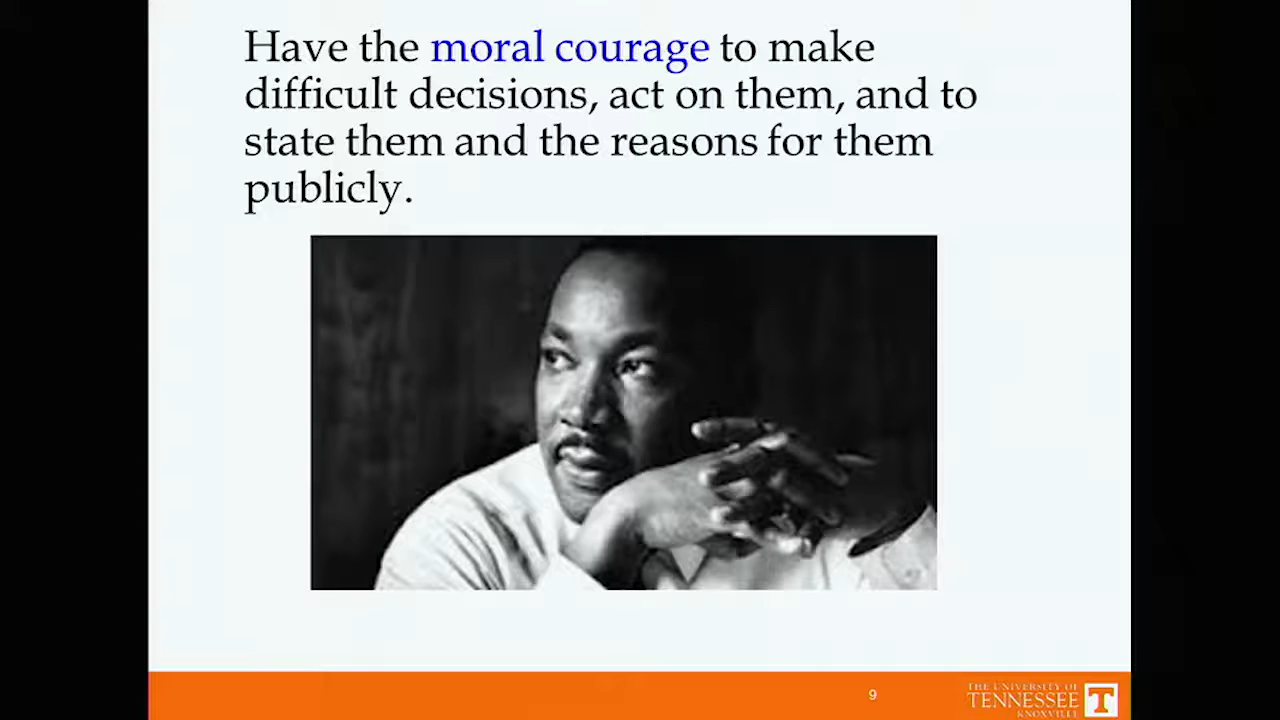 Have the moral courage to make
difficult decisions, act on them, and to
state them and the reasons for them
publicly.
9
THE UNIVERSITY OF
TENNESSEE
KNOXVILLE
T